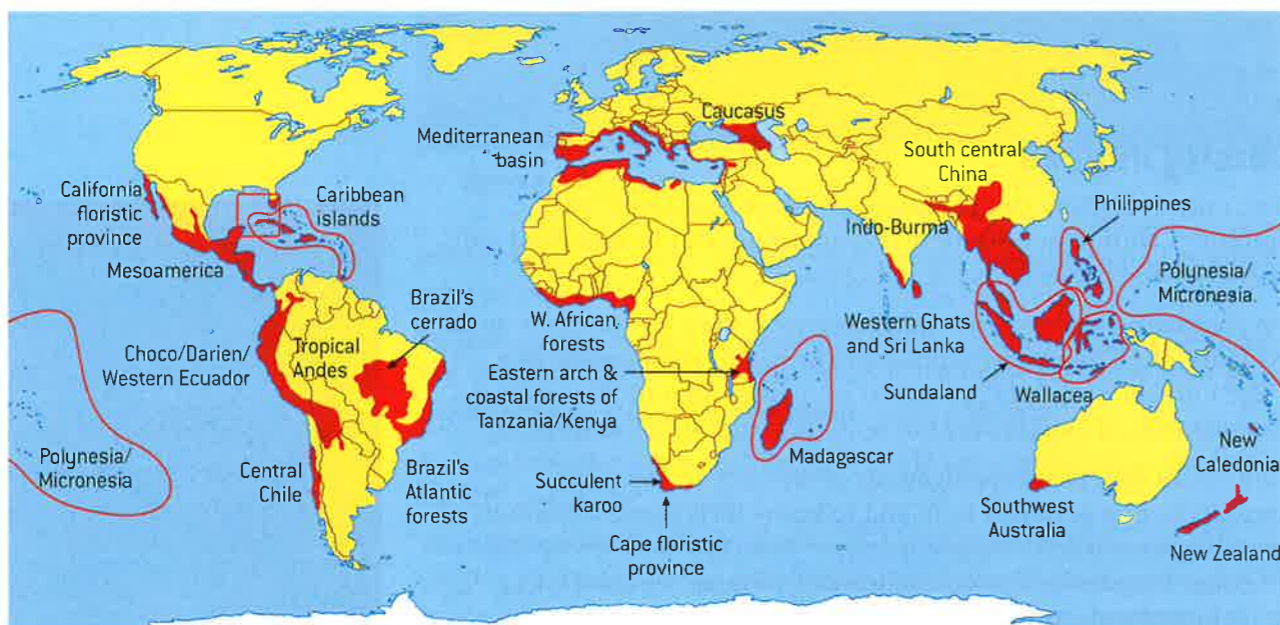 Caucasus
Mediterranean
basin
South central
China
California
floristic
province
Caribbean
islands
Philippines
Indo-Burma
Mesoamerica
Polynesia/
Micronesia
Brazil's
cerrado
W. African
forests
Western Ghats
and Sri Lanka
Choco/Darien/
Western Ecuador
Tropical
Andes
Eastern arch &
coastal forests of
Tanzania/Kenya
Sundaland
Wallacea
Polynesia/
Micronesia
Central
Chile
Brazil's
Atlantic
forests
Succulent
karoo
Madagascar
New
Caledonia
Southwest
Australia
Cape floristic
province
New Zealand